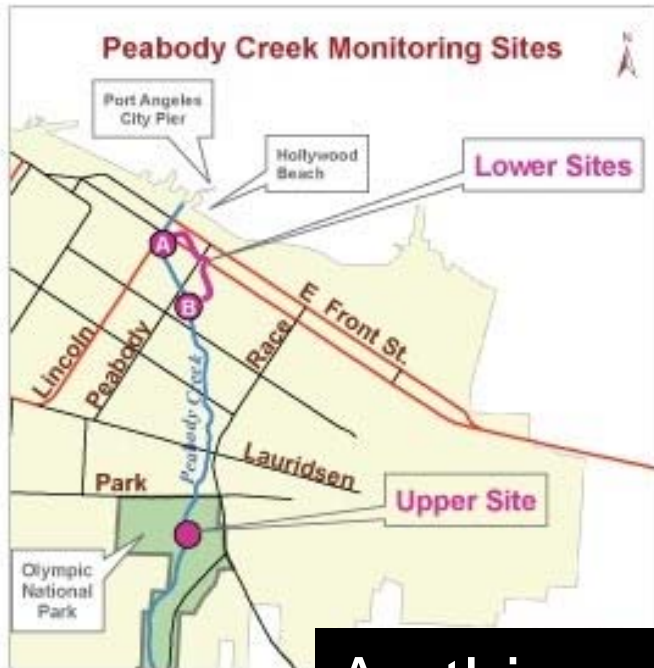 Peabody Creek Monitoring Sites
N
Port Angeles
City Pier
Hollywood
Beach
Lower Sites
A
B
E Front St.
Lincoln
Peabody
Race
Peabody Creek
Lauridsen
Park
Upper Site
Olympic
National
Park